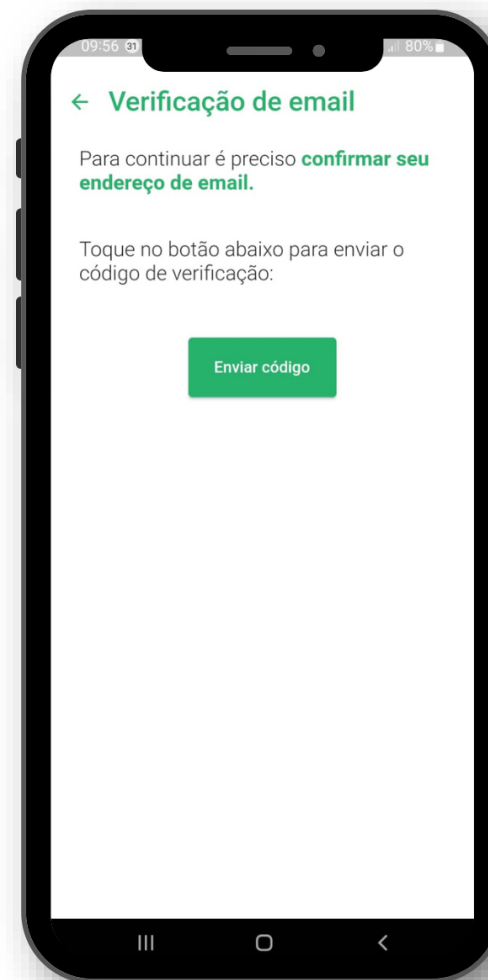 09:56 31 80%
Verificação de email
Para continuar é preciso confirmar seu
endereço de email.
Toque no botão abaixo para enviar o
código de verificação:
Enviar código